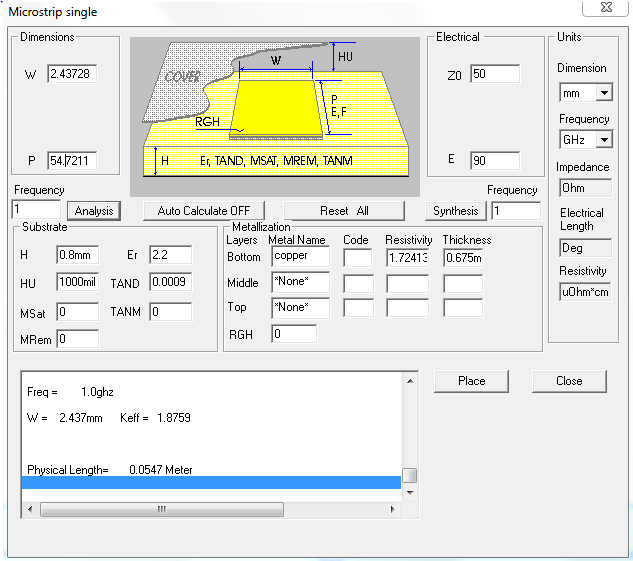 Microstrip single
Dimensions
W 2.43728
P 54.7211
COVER
W
HU
P
E,F
RGH
H Er, TAND, MSAT, MREM, TANM
Electrical
Z0 50
E 90
Units
Dimension
mm
Frequency
GHz
Impedance
Ohm
Electrical
Length
Deg
Resistivity
uOhm*cm
Frequency
1 Analysis Auto Calculate OFF Reset All Synthesis
Frequency
1
Substrate
H 0.8mm Er 2.2
HU 1000mil TAND 0.0009
MSat 0 TANM 0
MRem 0
Metallization
Layers Metal Name Code Resistivity Thickness
Bottom copper 1.72413 0.675m
Middle *None*
Top *None*
RGH 0
Freq = 1.0ghz
W = 2.437mm Keff = 1.8759
Physical Length= 0.0547 Meter
Place Close